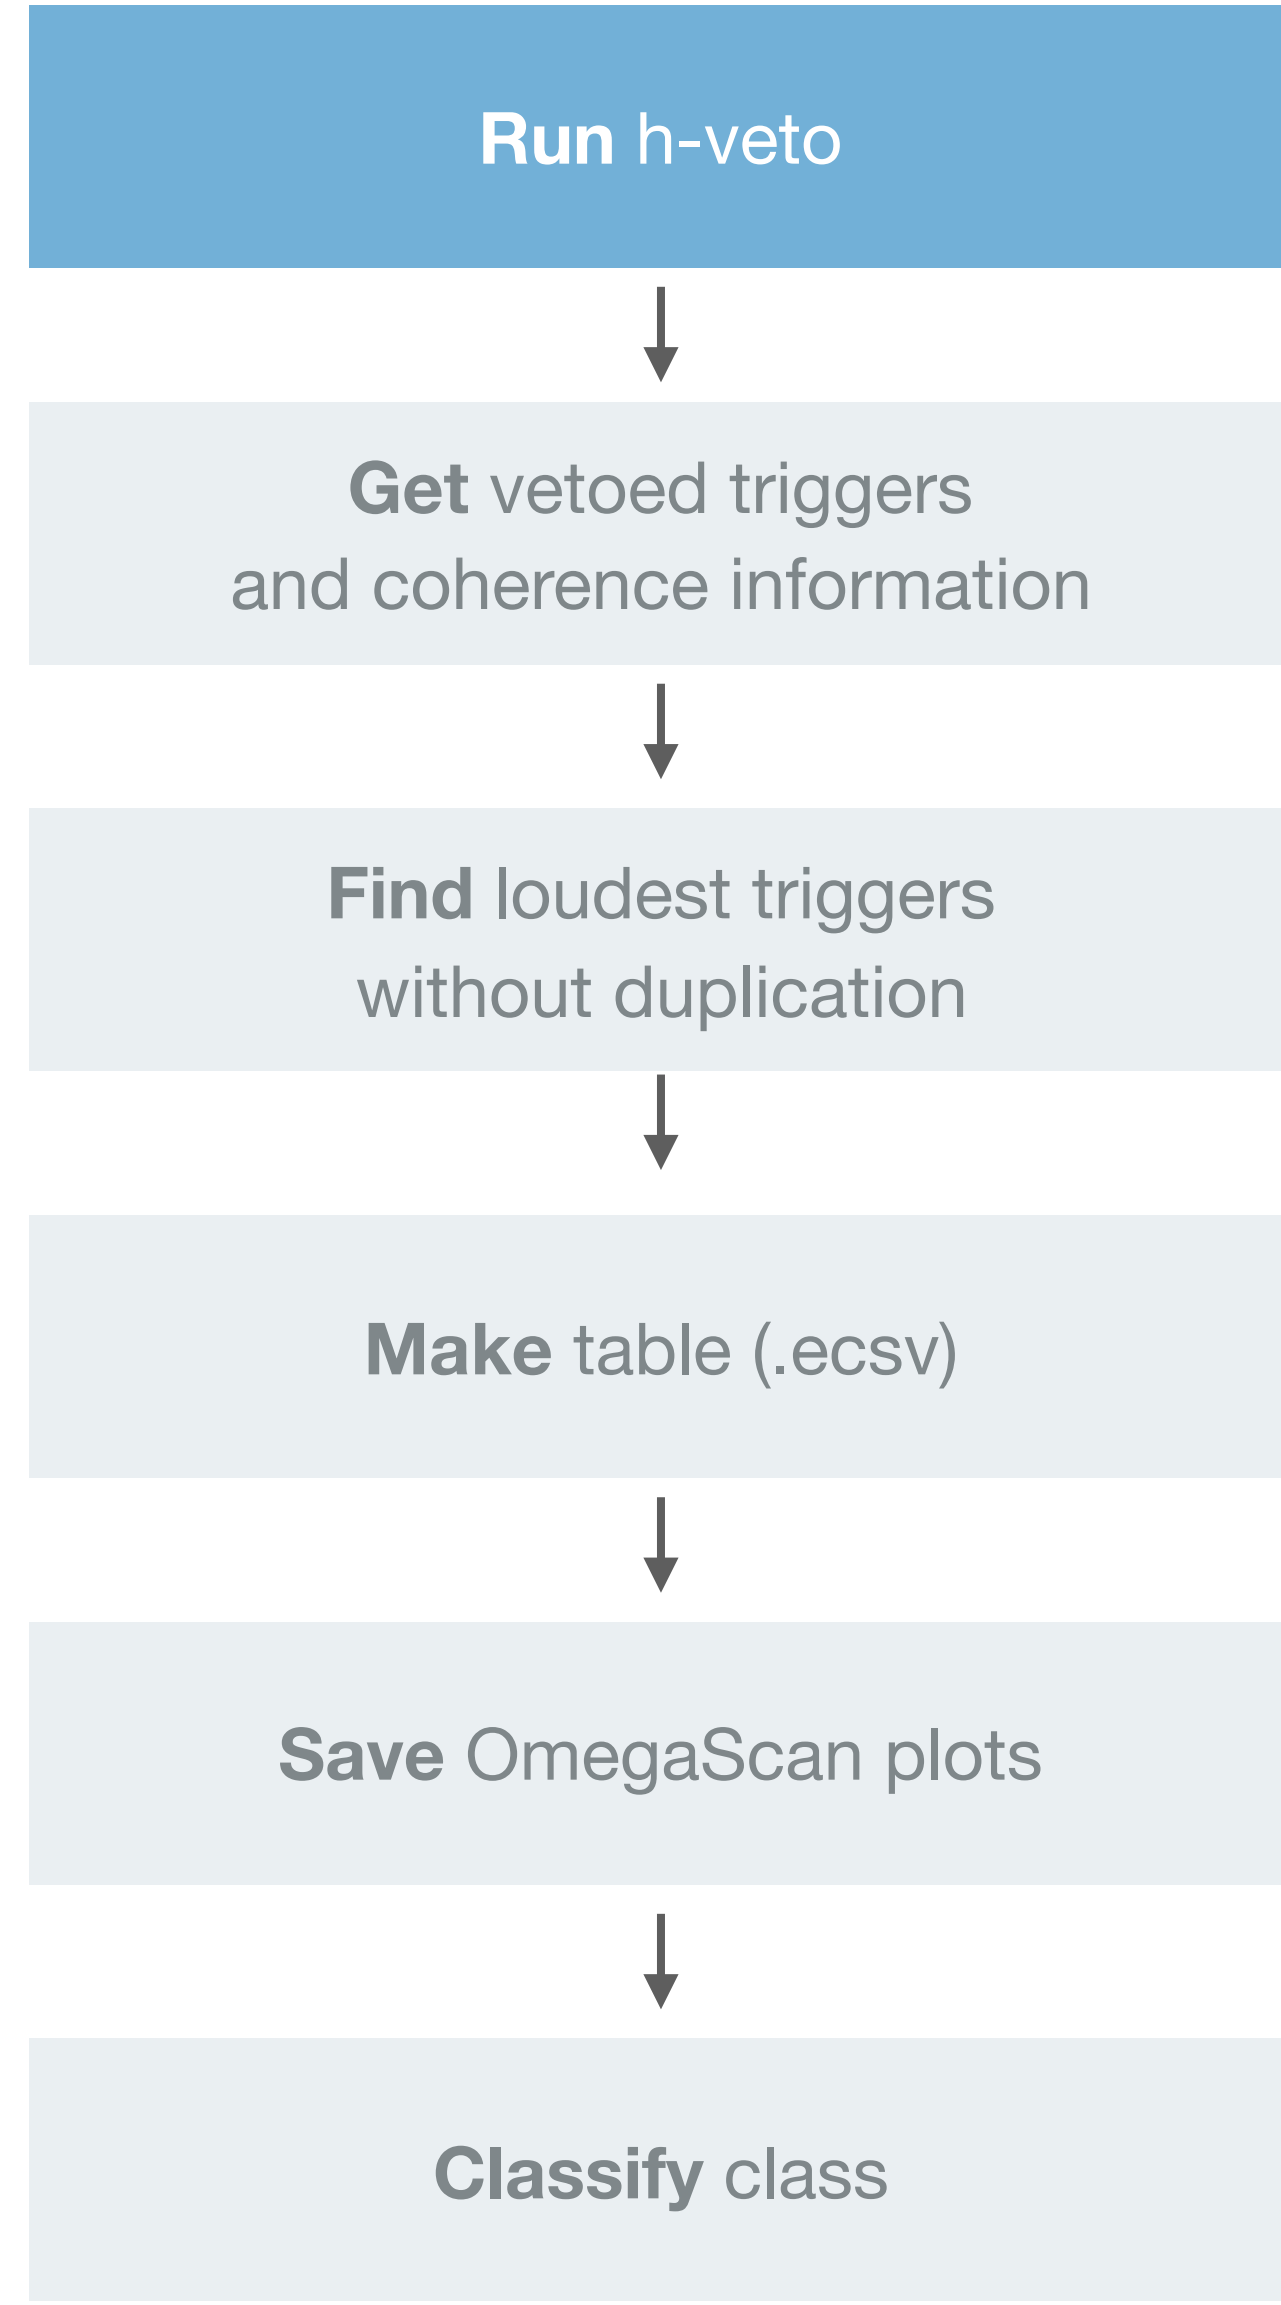 Run h-veto
Get vetoed triggers
and coherence information
Find loudest triggers
without duplication
Make table (.ecsv)
Save OmegaScan plots
Classify class